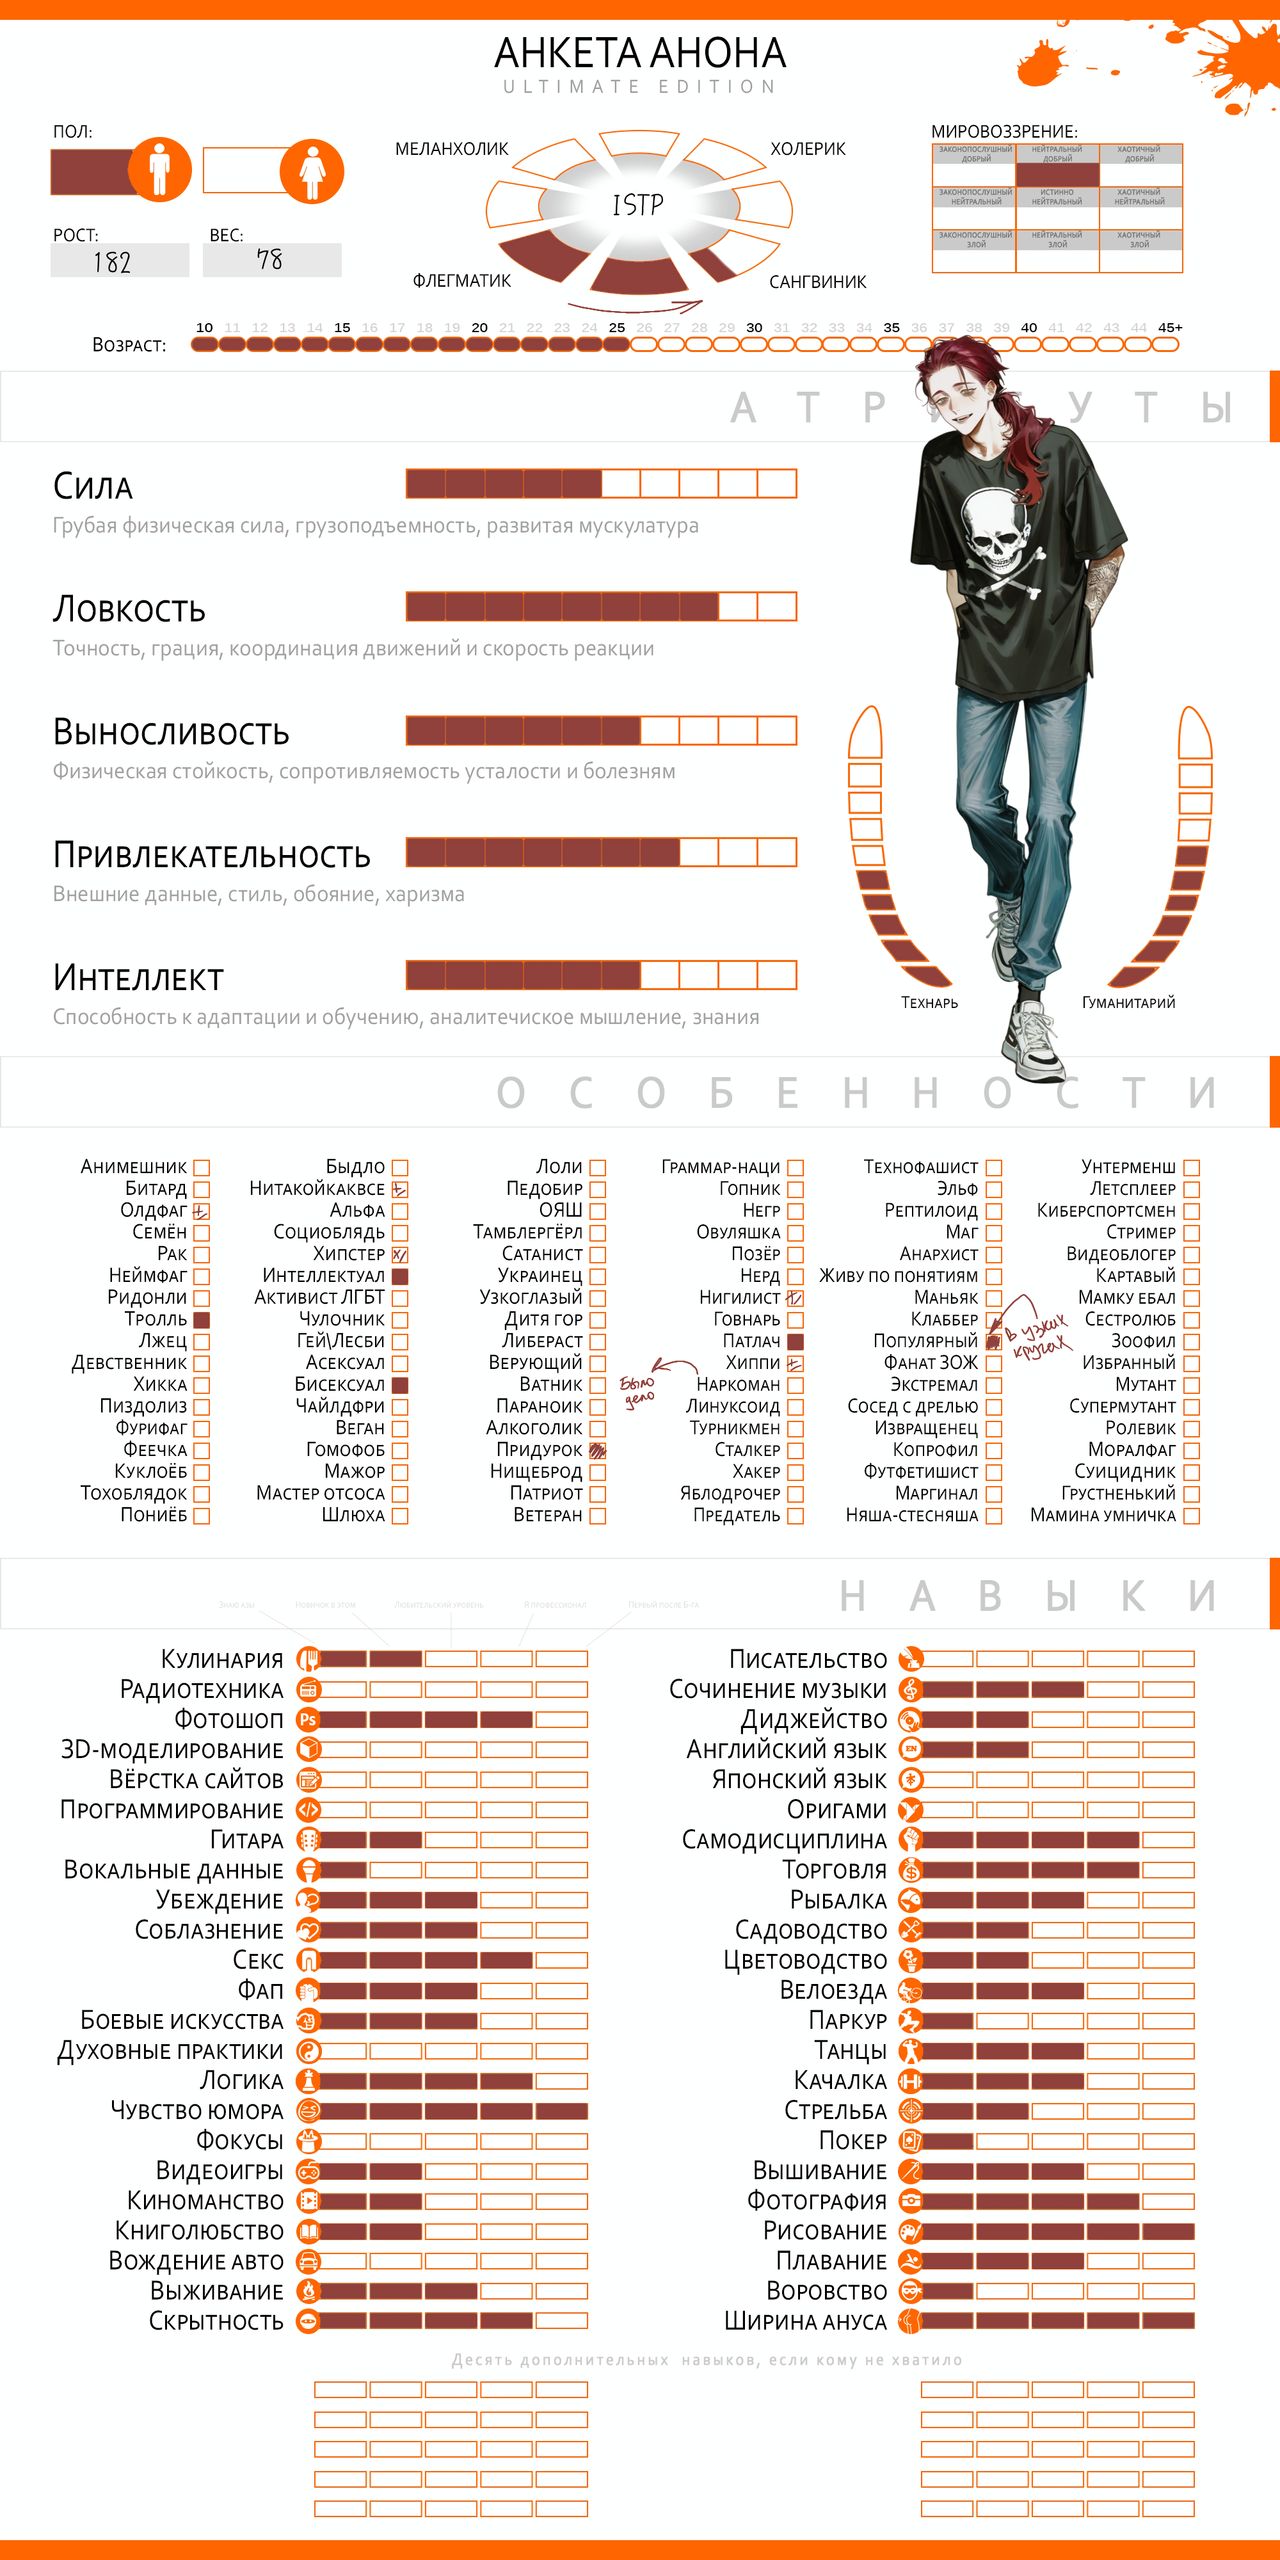 АНКЕТА АНОНА
ULTIMATE EDITION
ПОЛ:
РОСТ: ВЕС:
182 78
МЕЛАНХОЛИК ХОЛЕРИК
ISTP
ФЛЕГМАТИК САНГВИНИК
МИРОВОЗЗРЕНИЕ:
ЗАКОНОПОСЛУШНЫЙ ДОБРЫЙ НЕЙТРАЛЬНЫЙ ДОБРЫЙ ХАОТИЧНЫЙ ДОБРЫЙ
ЗАКОНОПОСЛУШНЫЙ НЕЙТРАЛЬНЫЙ ИСТИННО НЕЙТРАЛЬНЫЙ ХАОТИЧНЫЙ НЕЙТРАЛЬНЫЙ
ЗАКОНОПОСЛУШНЫЙ ЗЛОЙ НЕЙТРАЛЬНЫЙ ЗЛОЙ ХАОТИЧНЫЙ ЗЛОЙ
10 11 12 13 14 15 16 17 18 19 20 21 22 23 24 25 26 27 28 29 30 31 32 33 34 35 36 37 38 39 40 41 42 43 44 45+
Возраст:
АТРИ УТЫ
Сила
Грубая физическая сила, грузоподъемность, развитая мускулатура
Ловкость
Точность, грация, координация движений и скорость реакции
Выносливость
Физическая стойкость, сопротивляемость усталости и болезням
Привлекательность
Внешние данные, стиль, обояние, харизма
Интеллект
Способность к адаптации и обучению, аналитечиское мышление, знания
Технарь Гуманитарий
ОСОБЕННОСТИ
Анимешник Быдло Лоли Граммар-наци Технофашист Унтерменш
Битард Нитакойкаквсе Педобир Гопник Эльф Летсплеер
Олдфаг Альфа ОЯШ Негр Рептилоид Киберспортсмен
Семён Социоблядь Тамблергёрл Овуляшка Маг Стример
Рак Хипстер Сатанист Позёр Анархист Видеоблогер
Неймфаг Интеллектуал Украинец Нерд Живу по понятиям Картавый
Ридонли Активист ЛГБТ Узкоглазый Нигилист Маньяк Мамку ебал
Тролль Чулочник Дитя гор Говнарь Клаббер Сестролюб
Лжец Гей\Лесби Либераст Патлач Популярный Зоофил
Девственник Асексуал Верующий Хиппи Фанат ЗОЖ Избранный
Хикка Бисексуал Ватник Наркоман Экстремал Мутант
Пиздолиз Чайлдфри Параноик Линуксоид Сосед с дрелью Супермутант
Фурифаг Веган Алкоголик Турникмен Извращенец Ролевик
Феечка Гомофоб Придурок Сталкер Копрофил Моралфаг
Куклоёб Мажор Нищеброд Хакер Футфетишист Суицидник
Тохоблядок Мастер отсоса Патриот Яблодрочер Маргинал Грустненький
Пониёб Шлюха Ветеран Предатель Няша-стесняша Мамина умничка
Было дело
в узких кругах
НАВЫКИ
Знаю азы Новичок в этом Любительский уровень Я профессионал Первый после Б-га
Кулинария Писательство
Радиотехника Сочинение музыки
Фотошоп Ps Диджейство
3D-моделирование Английский язык EN
Вёрстка сайтов Японский язык
Программирование Оригами
Гитара Самодисциплина
Вокальные данные Торговля
Убеждение Рыбалка
Соблазнение Садоводство
Секс Цветоводство
Фап Велоезда
Боевые искусства Паркур
Духовные практики Танцы
Логика Качалка
Чувство юмора Стрельба
Фокусы Покер
Видеоигры Вышивание
Киноманство Фотография
Книголюбство Рисование
Вождение авто Плавание
Выживание Воровство
Скрытность Ширина ануса
Десять дополнительных навыков, если кому не хватило